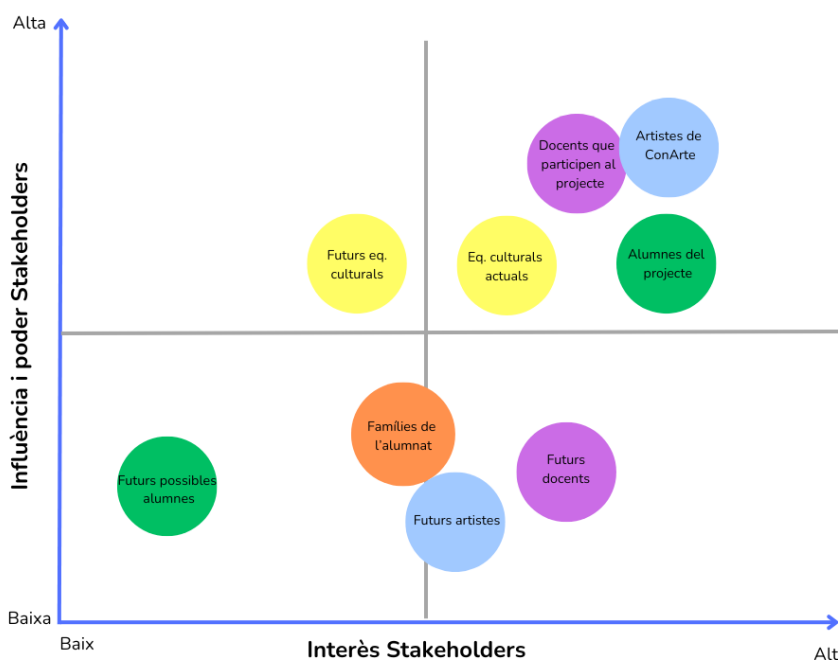 Alta
Influència i poder Stakeholders
Docents que
participen al
projecte
Artistes de
ConArte
Futurs eq.
culturals
Eq. culturals
actuals
Alumnes del
projecte
Famílies de
l'alumnat
Futurs possibles
alumnes
Futurs
docents
Futurs artistes
Baixa
Baix
Interès Stakeholders
Alt